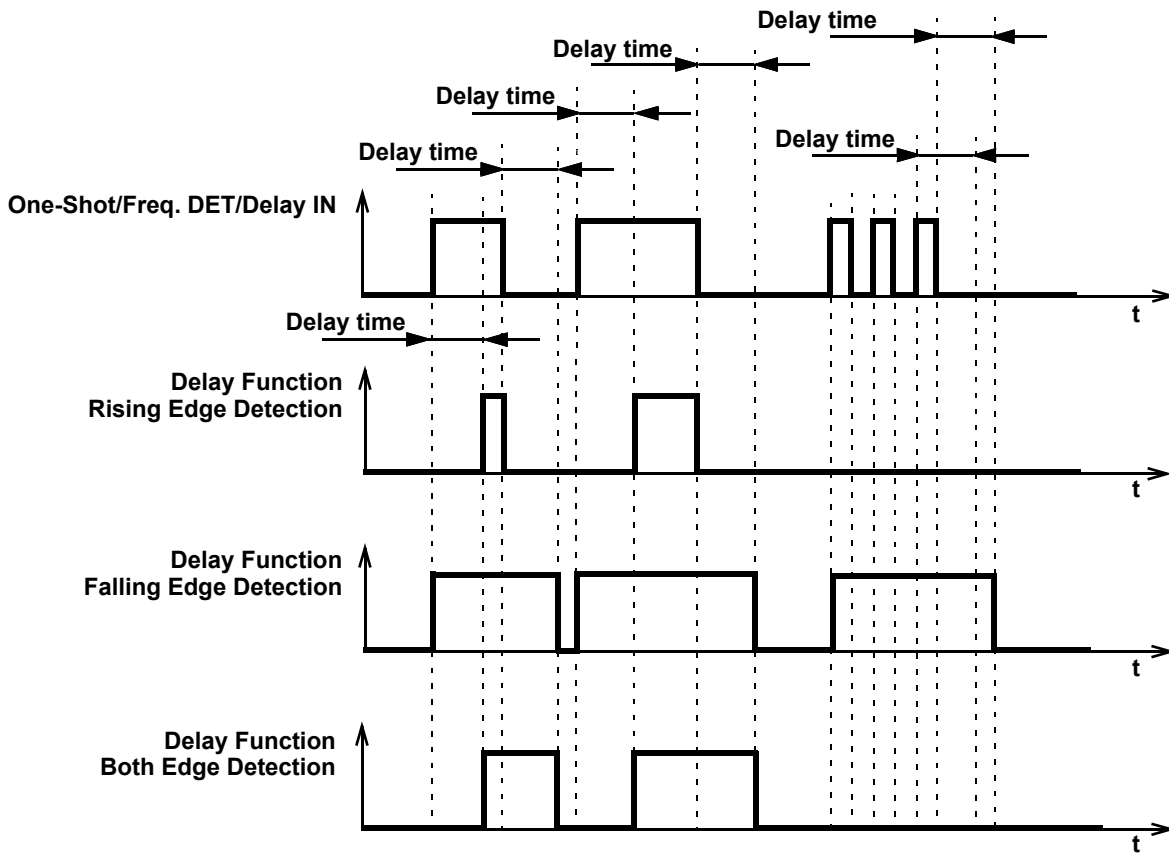 Delay time
Delay time
Delay time
Delay time
Delay time
One-Shot/Freq. DET/Delay IN
t
Delay time
Delay Function
Rising Edge Detection
t
Delay Function
Falling Edge Detection
t
Delay Function
Both Edge Detection
t